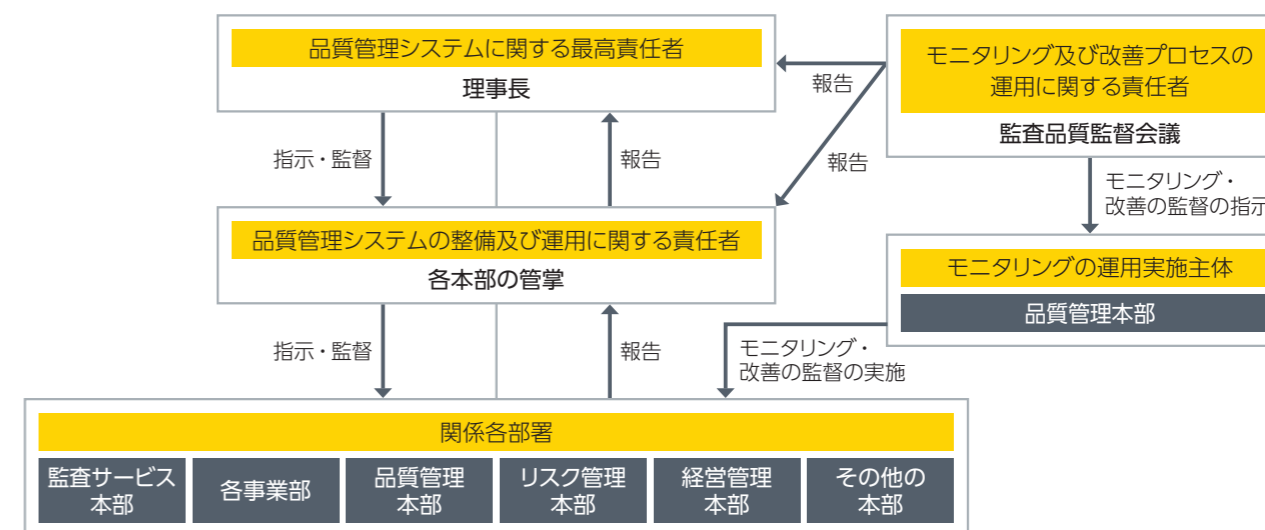 品質管理システムに関する最高責任者
理事長
モニタリング及び改善プロセスの
運用に関する責任者
監査品質監督会議
報告
指示・監督
報告
報告
モニタリング・
改善の監督の指示
品質管理システムの整備及び運用に関する責任者
各本部の管掌
モニタリングの運用実施主体
品質管理本部
指示・監督
報告
モニタリング・
改善の監督の実施
関係各部署
監査サービス
本部
各事業部
品質管理
本部
リスク管理
本部
経営管理
本部
その他の
本部